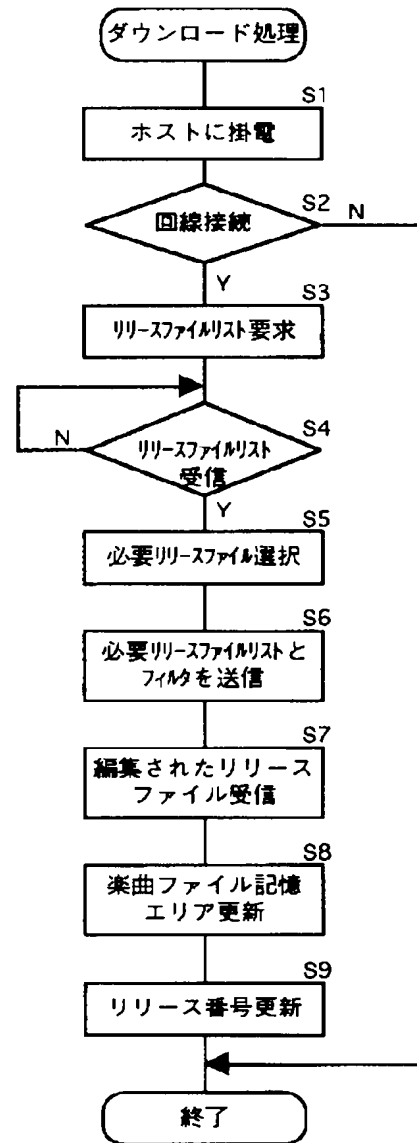 ダウンロード処理
S1
ホストに掛電
S2
回線接続
N
Y
S3
リリースファイルリスト要求
S4
N
リリースファイルリスト
受信
Y
S5
必要リリースファイル選択
S6
必要リリースファイルリストと
フィルタを送信
S7
編集されたリリース
ファイル受信
S8
楽曲ファイル記憶
エリア更新
S9
リリース番号更新
終了